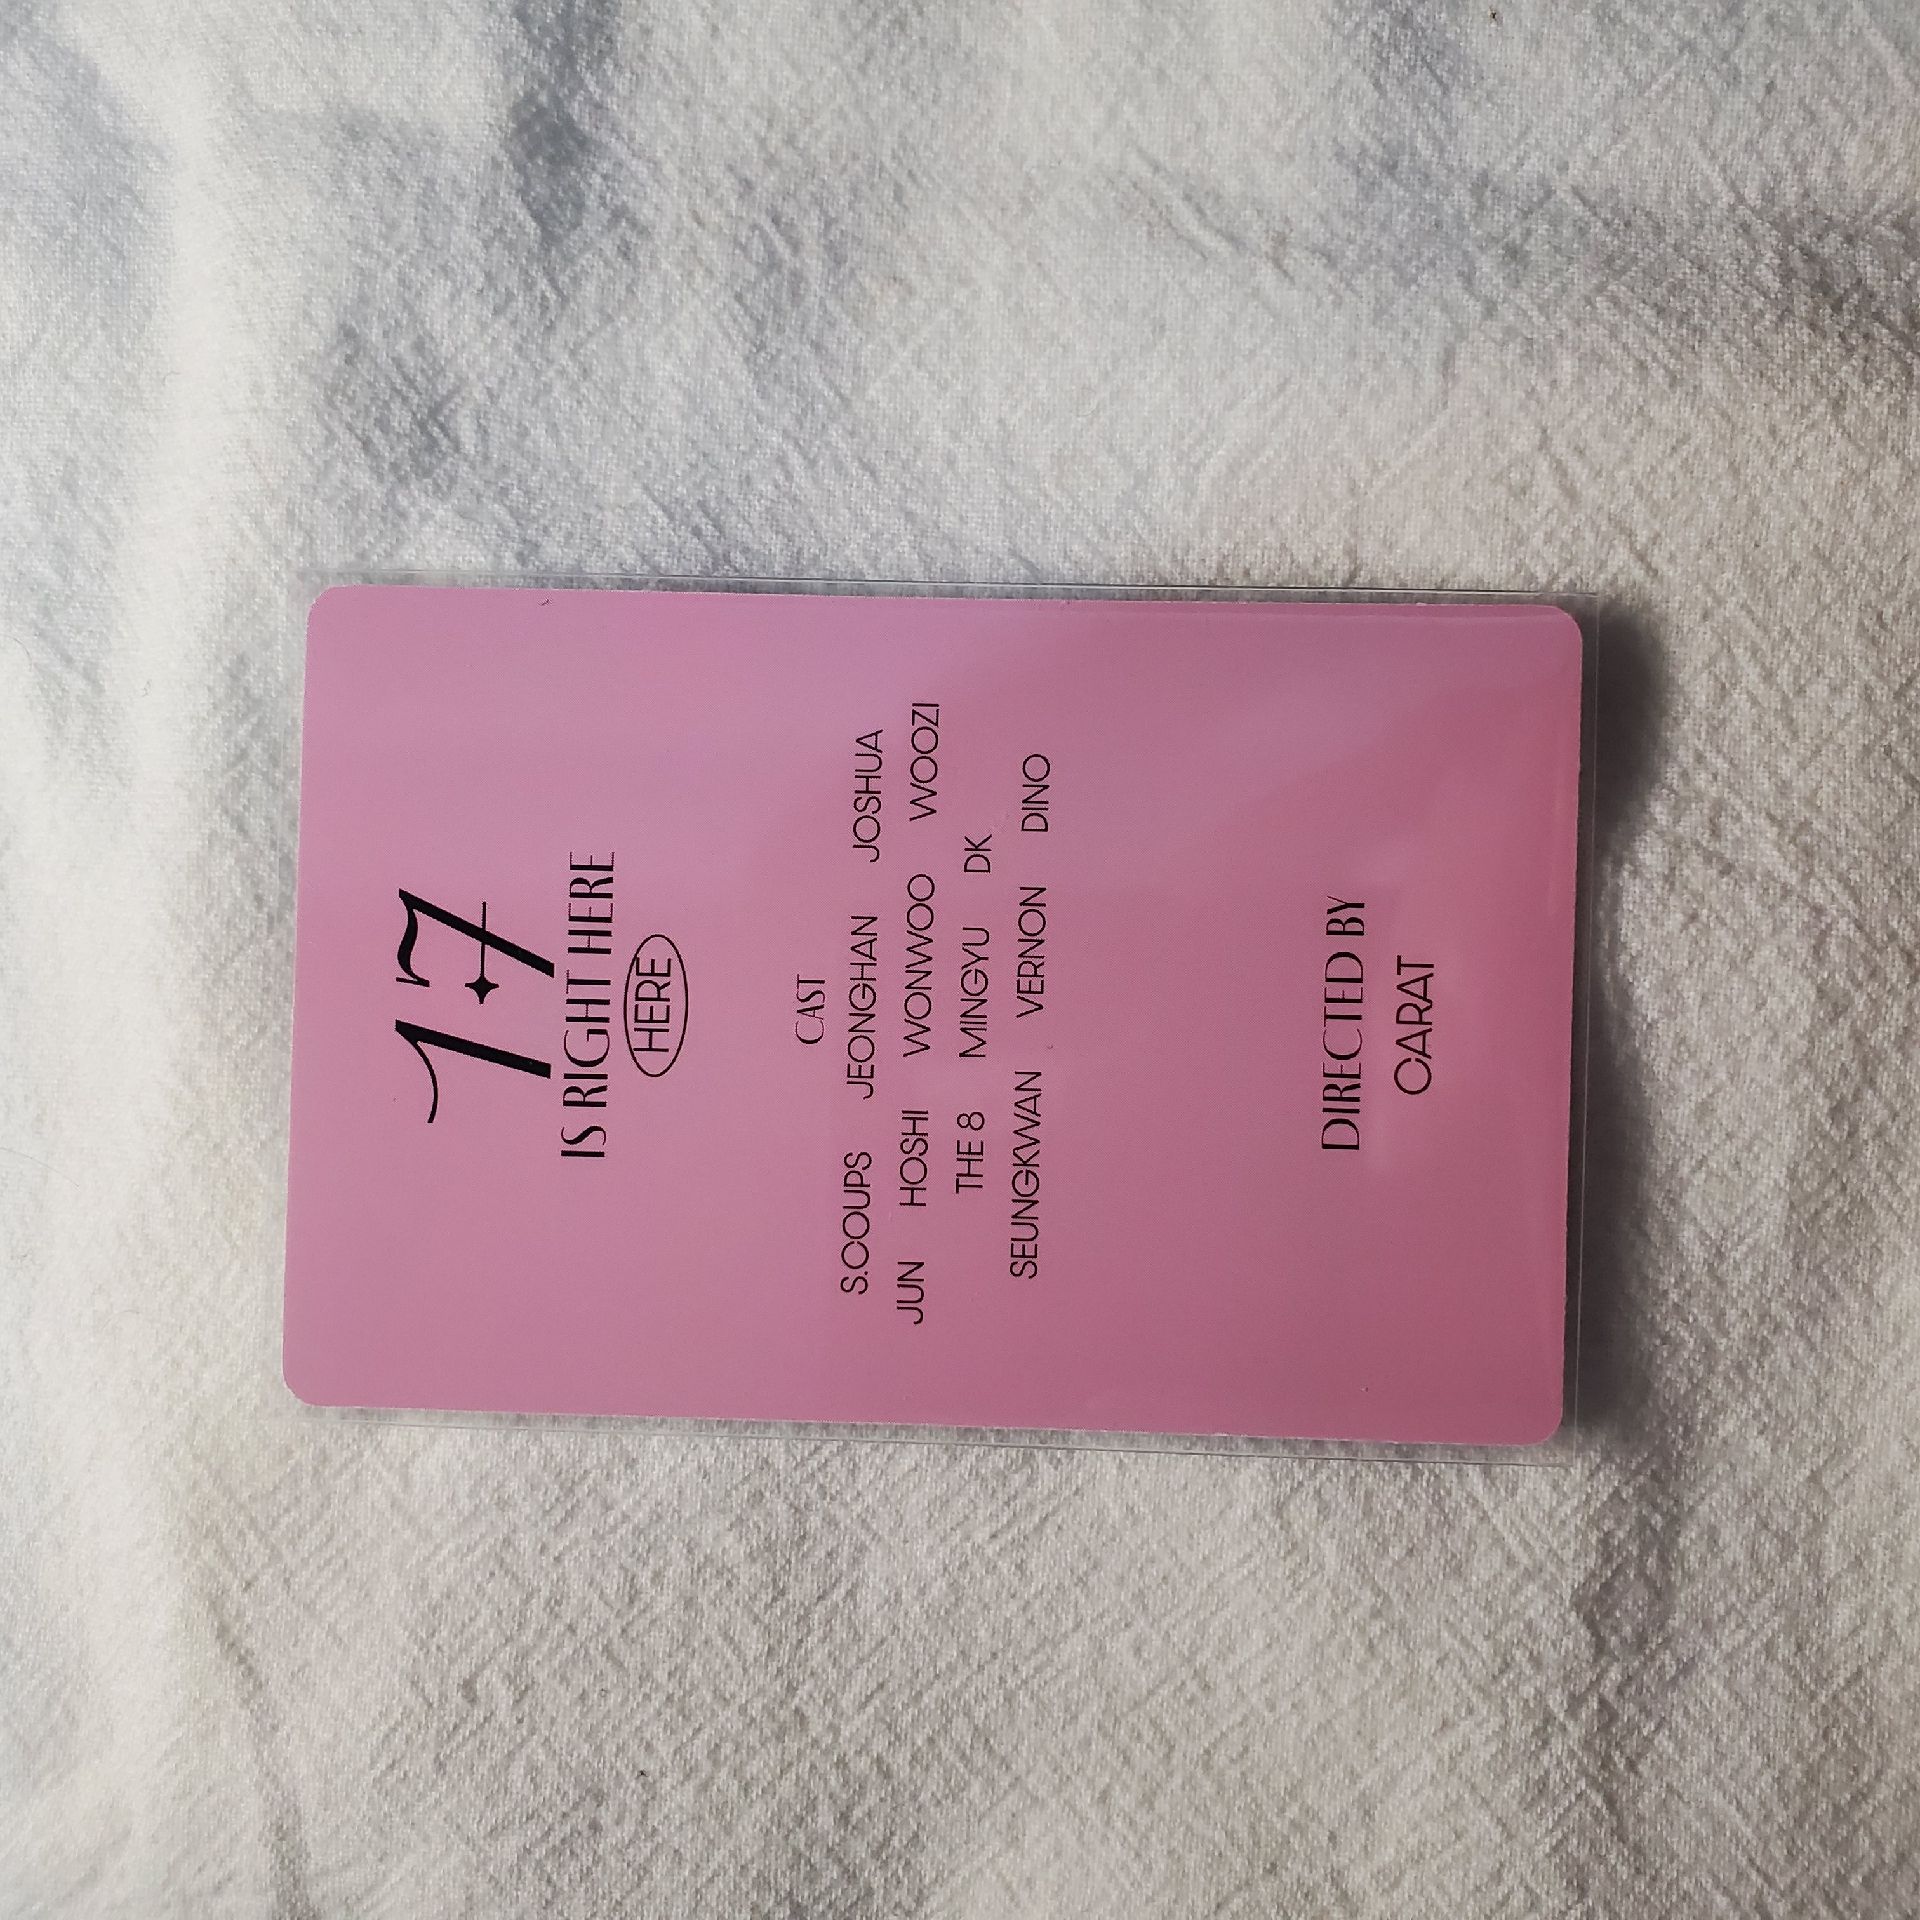 17
IS RIGHT HERE
HERE
CAST
S.COUPS JEONGHAN JOSHUA
JUN HOSHI WONWOO WOOZI
THE 8 MINGYU DK
SEUNGKWAN VERNON DINO
DIRECTED BY
CARAT